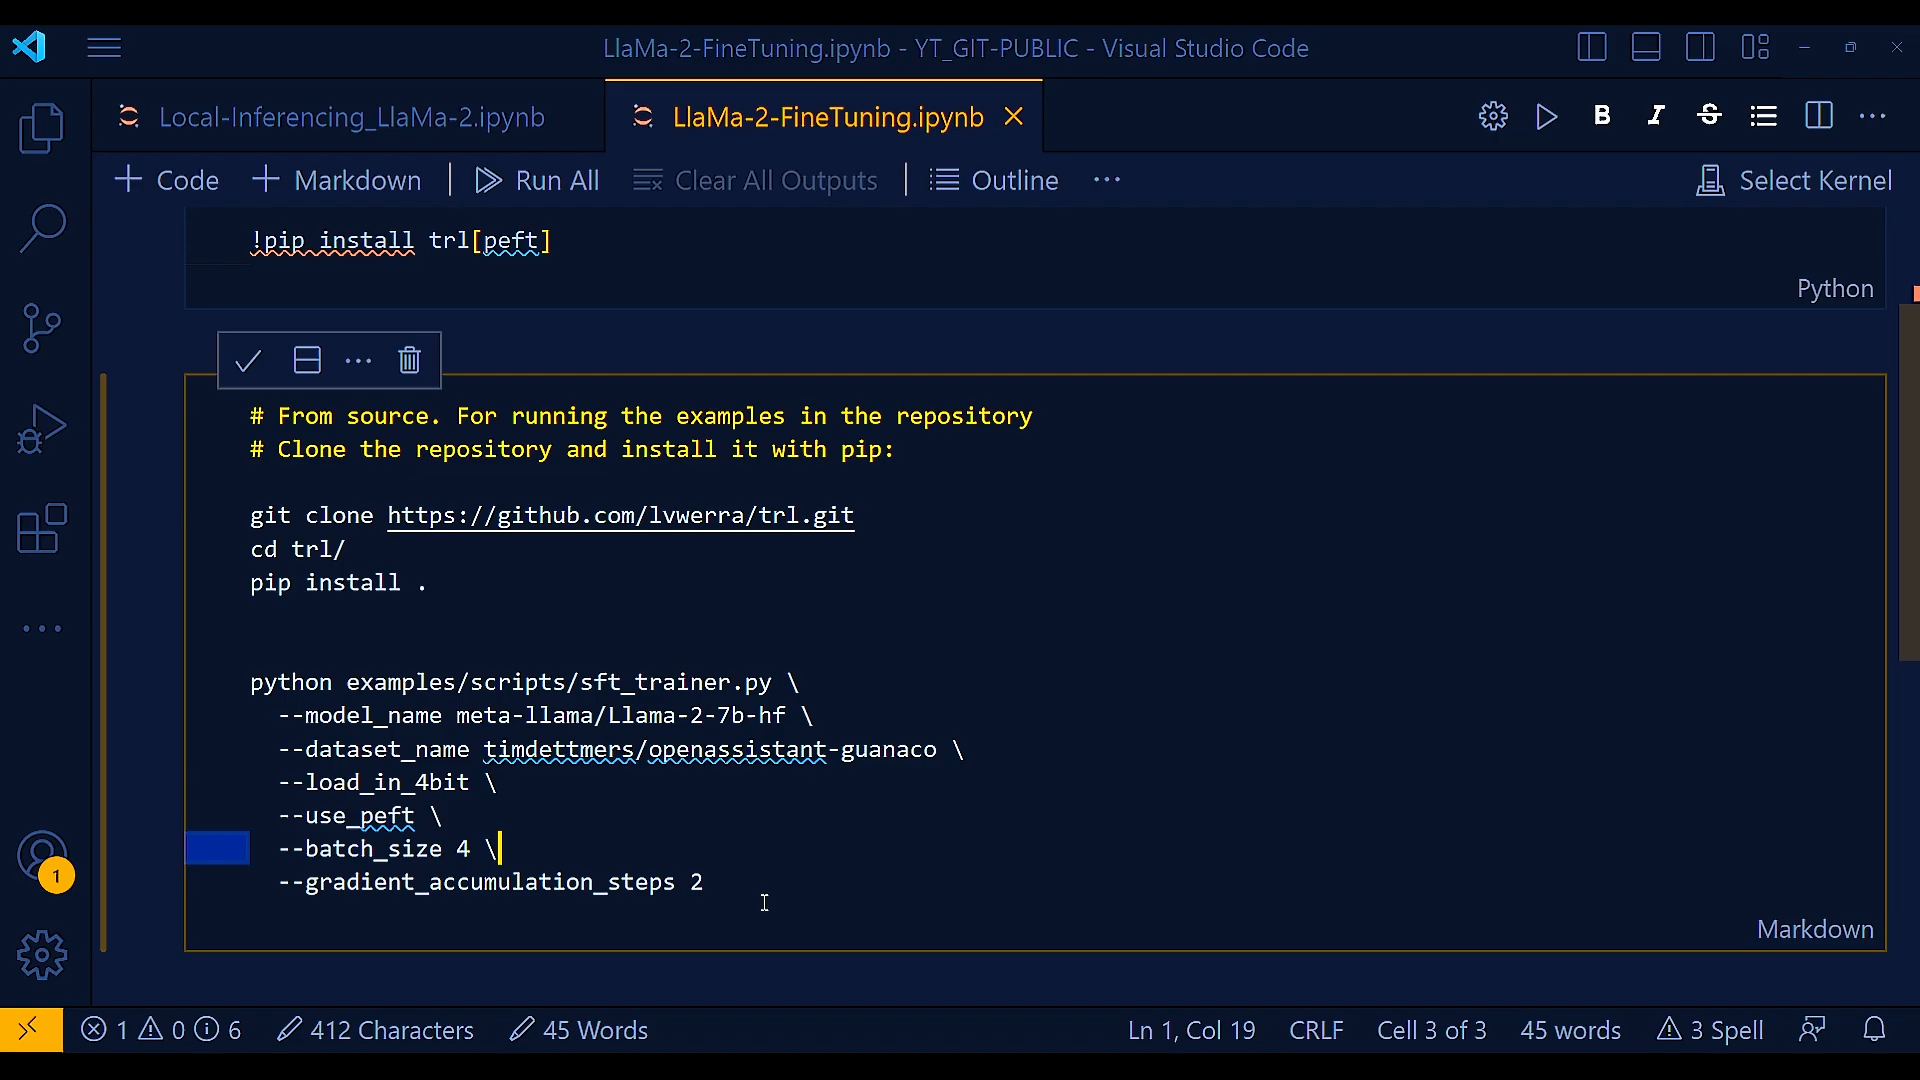 LlaMa-2-FineTuning.ipynb - YT_GIT-PUBLIC - Visual Studio Code
Local-Inferencing_LlaMa-2.ipynb
LlaMa-2-FineTuning.ipynb
B I S
Code
Markdown
Run All
Clear All Outputs
Outline
Select Kernel
!pip install trl[peft]
Python
# From source. For running the examples in the repository
# Clone the repository and install it with pip:
git clone https://github.com/lvwerra/trl.git
cd trl/
pip install .
python examples/scripts/sft_trainer.py \
--model_name meta-llama/Llama-2-7b-hf \
--dataset_name timdettmers/openassistant-guanaco \
--load_in_4bit \
--use_peft \
--batch_size 4 \
--gradient_accumulation_steps 2
Markdown
1
1 0 6
412 Characters
45 Words
Ln 1, Col 19
CRLF
Cell 3 of 3
45 words
3 Spell